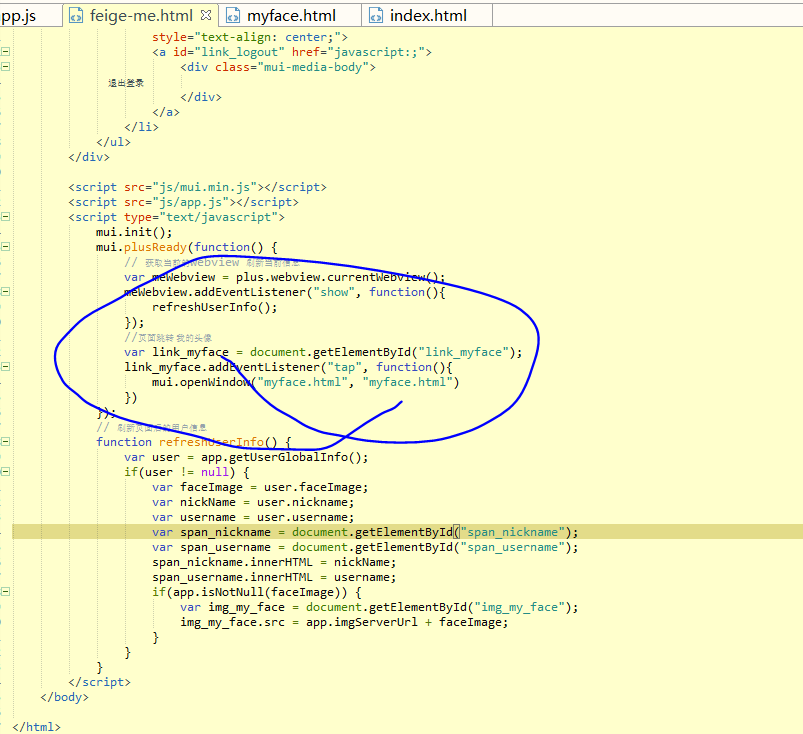 pp.js feige-me.html myface.html index.html
style="text-align: center;">
<a id="link_logout" href="javascript:;">
<div class="mui-media-body">
退出登录
</div>
</a>
</li>
</ul>
</div>
<script src="js/mui.min.js"></script>
<script src="js/app.js"></script>
<script type="text/javascript">
mui.init();
mui.plusReady(function() {
// 获取当前的Webview 刷新当前信息
var meWebview = plus.webview.currentWebview();
meWebview.addEventListener("show", function(){
refreshUserInfo();
});
//页面跳转 我的头像
var link_myface = document.getElementById("link_myface");
link_myface.addEventListener("tap", function(){
mui.openWindow("myface.html", "myface.html")
})
});
// 刷新页面后的用户信息
function refreshUserInfo() {
var user = app.getUserGlobalInfo();
if(user != null) {
var faceImage = user.faceImage;
var nickName = user.nickname;
var username = user.username;
var span_nickname = document.getElementById("span_nickname");
var span_username = document.getElementById("span_username");
span_nickname.innerHTML = nickName;
span_username.innerHTML = username;
if(app.isNotNull(faceImage)) {
var img_my_face = document.getElementById("img_my_face");
img_my_face.src = app.imgServerUrl + faceImage;
}
}
}
</script>
</body>
</html>